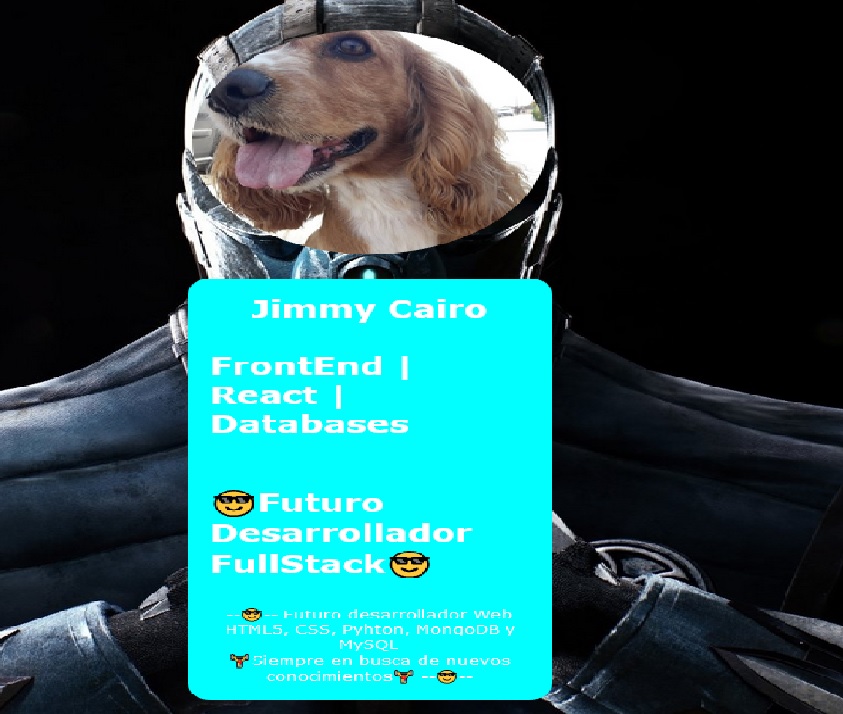 Jimmy Cairo
FrontEnd |
React |
Databases
😎Futuro
Desarrollador
FullStack😎
--😎-- Futuro desarrollador Web
HTML5, CSS, Pyhton, MongoDB y
MySQL
Siempre en busca de nuevos
conocimientos --😎--